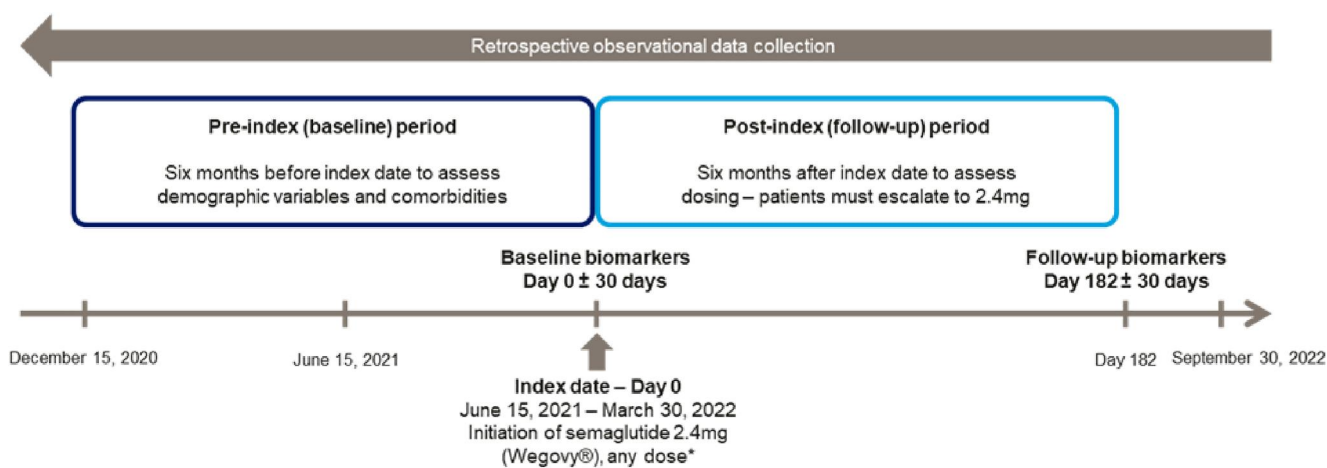 Retrospective observational data collection
Pre-index (baseline) period
Six months before index date to assess
demographic variables and comorbidities
Post-index (follow-up) period
Six months after index date to assess
dosing – patients must escalate to 2.4mg
Baseline biomarkers
Day 0 ± 30 days
Follow-up biomarkers
Day 182 ± 30 days
December 15, 2020
June 15, 2021
Day 182
September 30, 2022
Index date – Day 0
June 15, 2021 – March 30, 2022
Initiation of semaglutide 2.4mg
(Wegovy®), any dose*